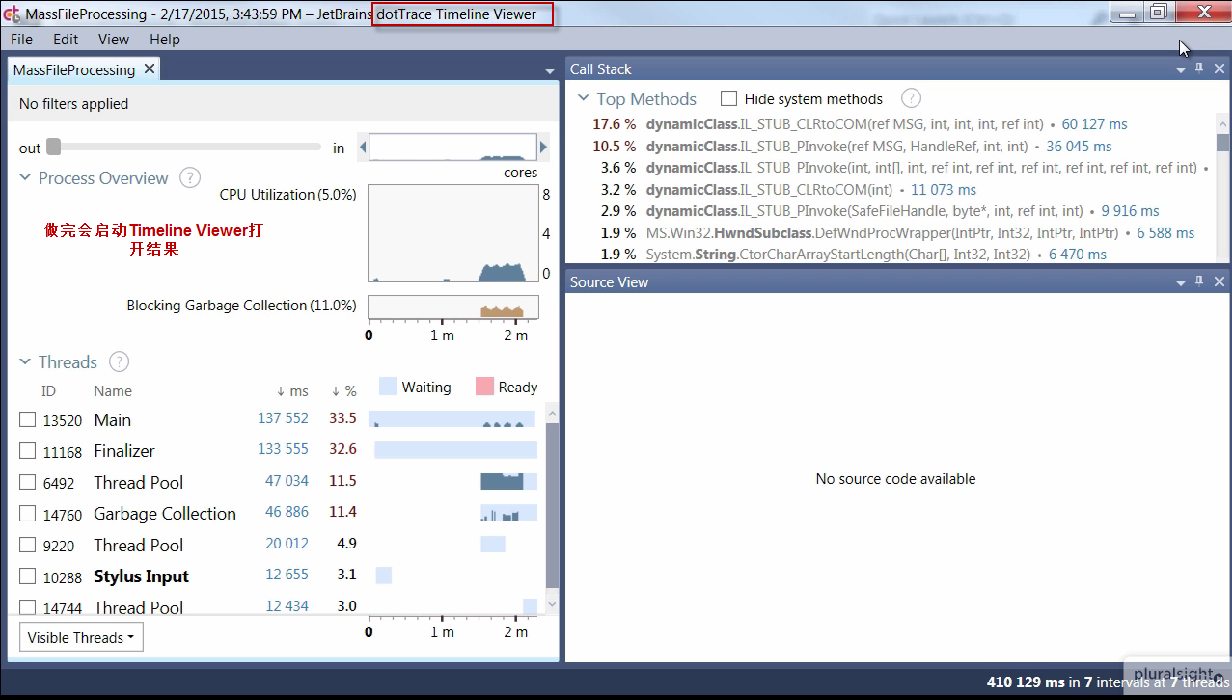 MassFileProcessing - 2/17/2015, 3:43:59 PM – JetBrains dotTrace Timeline Viewer
File Edit View Help
MassFileProcessing
No filters applied
out in
cores
Process Overview ?
CPU Utilization (5.0%)
8
4
0
做完会启动Timeline Viewer打
开结果
Blocking Garbage Collection (11.0%)
0 1 m 2 m
Threads ?
ID Name ↓ ms ↓ % Waiting Ready
13520 Main 137 552 33.5
11168 Finalizer 133 555 32.6
6492 Thread Pool 47 034 11.5
14760 Garbage Collection 46 886 11.4
9220 Thread Pool 20 012 4.9
10288 Stylus Input 12 655 3.1
14744 Thread Pool 12 434 3.0
0 1 m 2 m
Visible Threads
Call Stack
Top Methods Hide system methods ?
17.6 % dynamicClass.IL_STUB_CLRtoCOM(ref MSG, int, int, int, ref int) • 60 127 ms
10.5 % dynamicClass.IL_STUB_PInvoke(ref MSG, HandleRef, int, int) • 36 045 ms
3.6 % dynamicClass.IL_STUB_PInvoke(int, int[], int, ref int, ref int, ref int, ref int, ref int, ref int) •
3.2 % dynamicClass.IL_STUB_CLRtoCOM(int) • 11 073 ms
2.9 % dynamicClass.IL_STUB_PInvoke(SafeFileHandle, byte*, int, ref int, int) • 9 916 ms
1.9 % MS.Win32.HwndSubclass.DefWndProcWrapper(IntPtr, Int32, IntPtr, IntPtr) • 6 588 ms
1.9 % System.String.CtorCharArrayStartLength(Char[], Int32, Int32) • 6 470 ms
Source View
No source code available
pluralsight
410 129 ms in 7 intervals at 7 threads